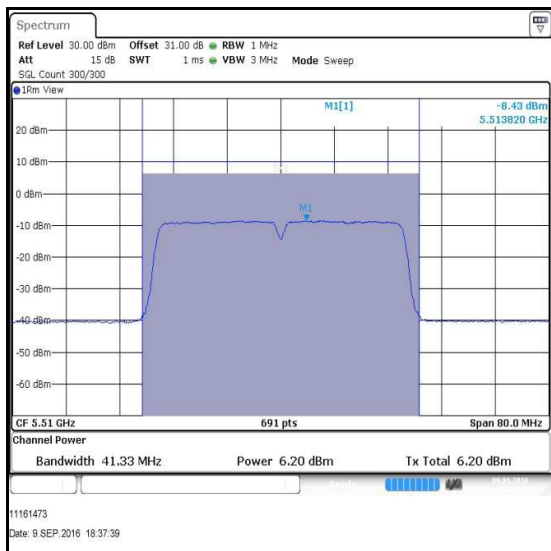 Spectrum
Ref Level 30.00 dBm Offset 31.00 dB RBW 1 MHz
Att 15 dB SWT 1 ms VBW 3 MHz Mode Sweep
SGL Count 300/300
1Rm View
M1[1] -8.43 dBm
5.513820 GHz
20 dBm
10 dBm
0 dBm
M1
-10 dBm
-20 dBm
-30 dBm
-40 dBm
-50 dBm
-60 dBm
CF 5.51 GHz 691 pts Span 80.0 MHz
Channel Power
Bandwidth 41.33 MHz Power 6.20 dBm Tx Total 6.20 dBm
11161473
Date: 9.SEP.2016 18:37:39